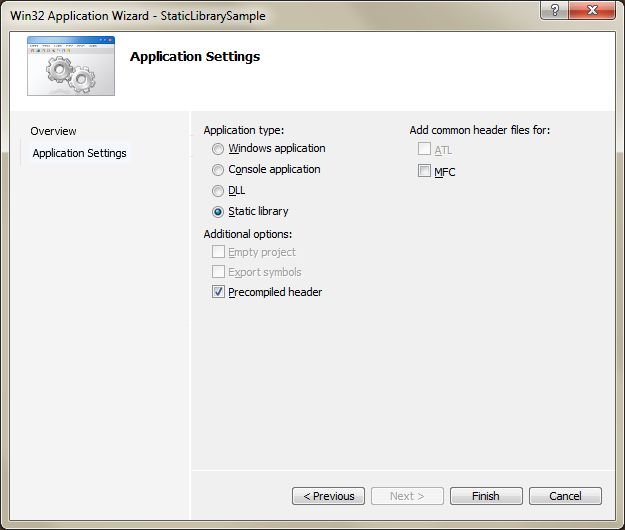 Win32 Application Wizard - StaticLibrarySample
?
Application Settings
Overview
Application Settings
Application type:
Windows application
Console application
DLL
Static library
Additional options:
Empty project
Export symbols
Precompiled header
Add common header files for:
ATL
MFC
< Previous
Next >
Finish
Cancel